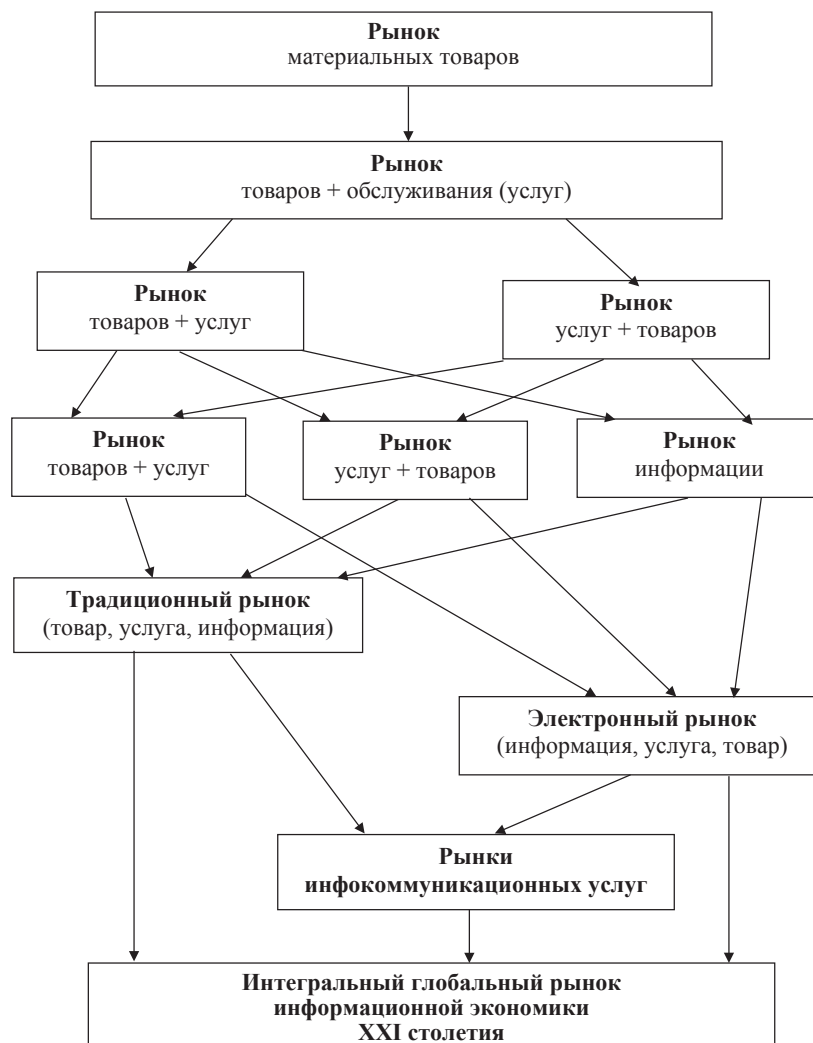 Рынок
материальных товаров
Рынок
товаров + обслуживания (услуг)
Рынок
товаров + услуг
Рынок
услуг + товаров
Рынок
товаров + услуг
Рынок
услуг + товаров
Рынок
информации
Традиционный рынок
(товар, услуга, информация)
Электронный рынок
(информация, услуга, товар)
Рынки
инфокоммуникационных услуг
Интегральный глобальный рынок
информационной экономики
XXI столетия